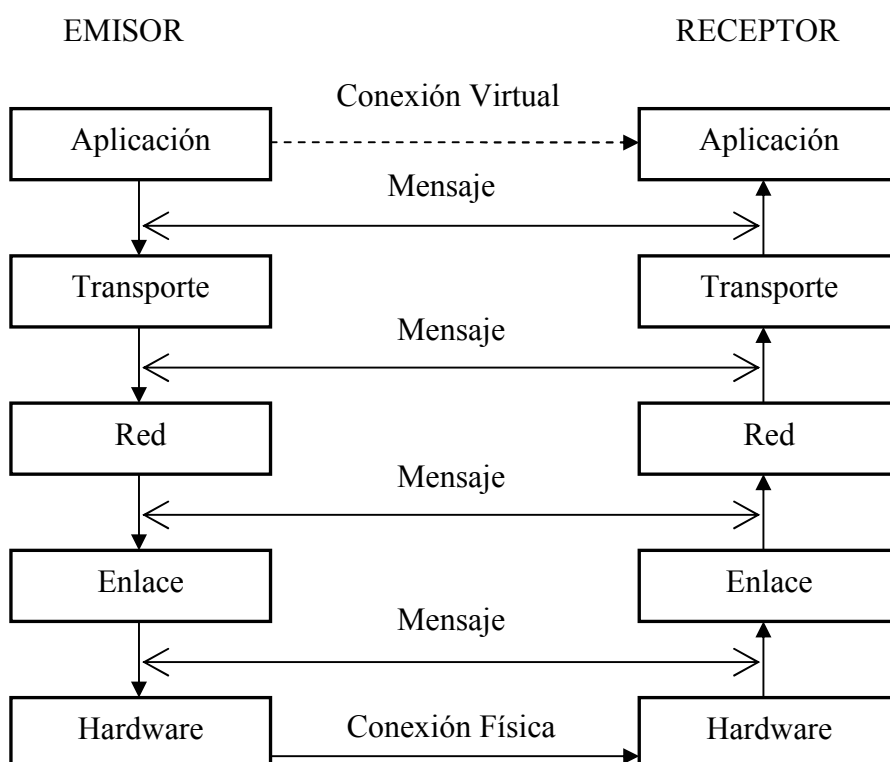 EMISOR RECEPTOR
Conexión Virtual
Aplicación Aplicación
Mensaje
Transporte Transporte
Mensaje
Red Red
Mensaje
Enlace Enlace
Mensaje
Hardware Conexión Física Hardware